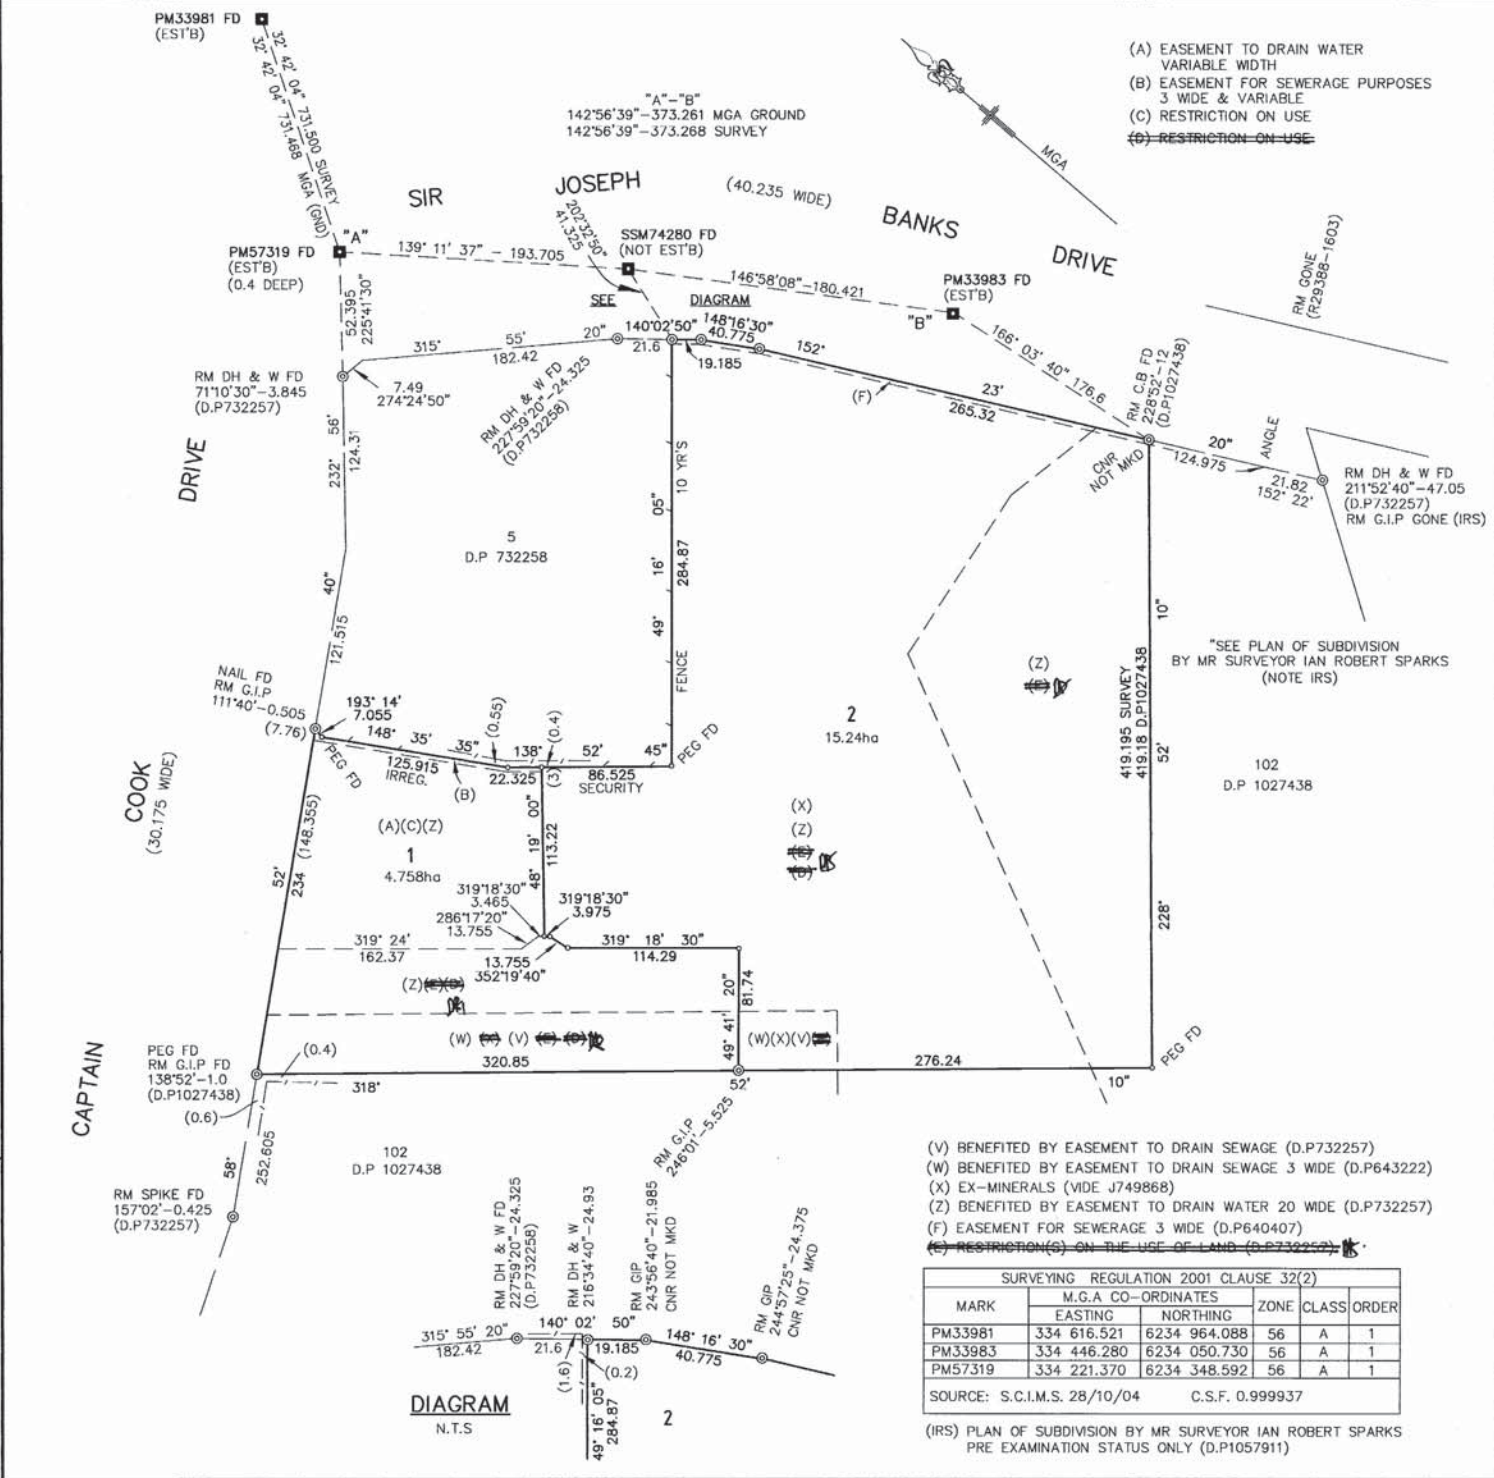 PM33981 FD
(EST'B)
32° 42' 04" 731.500 SURVEY
32° 42' 04" 731.468 MGA (GND)
"A"-"B"
142°56'39"-373.261 MGA GROUND
142°56'39"-373.268 SURVEY
(A) EASEMENT TO DRAIN WATER
VARIABLE WIDTH
(B) EASEMENT FOR SEWERAGE PURPOSES
3 WIDE & VARIABLE
(C) RESTRICTION ON USE
(D) RESTRICTION ON USE
MGA
SIR JOSEPH (40.235 WIDE) BANKS DRIVE
"A"
PM57319 FD
(EST'B)
(0.4 DEEP)
139° 11' 37" - 193.705
202°32'50"
41.325
SSM74280 FD
(NOT EST'B)
146°58'08"-180.421
PM33983 FD
(EST'B)
"B"
RM GONE
(R29388-1603)
52.395
225°41'30"
SEE DIAGRAM
315° 55' 20"
182.42
140°02'50"
21.6
148°16'30"
40.775
19.185
152° 23' 20"
265.32
(F)
166° 03' 40" 176.6
RM C.B FD
228°52'-12
(D.P1027438)
CNR
NOT MKD
124.975
ANGLE
21.82
152° 22'
RM DH & W FD
211°52'40"-47.05
(D.P732257)
RM G.I.P GONE (IRS)
RM DH & W FD
71°10'30"-3.845
(D.P732257)
7.49
274°24'50"
RM DH & W FD
227°59'20"-24.325
(D.P732258)
DRIVE
232° 56' 40"
124.31
121.515
5
D.P 732258
49° 16' 05"
FENCE 284.87 10 YR'S
"SEE PLAN OF SUBDIVISION
BY MR SURVEYOR IAN ROBERT SPARKS
(NOTE IRS)
(Z)
(E)
2
15.24ha
228° 52' 10"
419.195 SURVEY
419.18 D.P1027438
102
D.P 1027438
NAIL FD
RM G.I.P
111°40'-0.505
(7.76)
193° 14'
7.055
PEG FD
148° 35' 35"
125.915
IRREG.
(B)
(0.55)
(0.4)
138° 52' 45"
22.325
(3)
86.525
SECURITY
PEG FD
COOK
(30.175 WIDE)
(A)(C)(Z)
1
4.758ha
234° 52'
(148.355)
48° 19' 00"
113.22
(X)
(Z)
(E)
(D)
319°18'30"
3.465
319°18'30"
3.975
286°17'20"
13.755
319° 24'
162.37
13.755
352°19'40"
319° 18' 30"
114.29
(Z)(E)(D)
49° 41' 20"
81.74
(W) (X) (V) (E) (D)
(W)(X)(V)
CAPTAIN
PEG FD
RM G.I.P FD
138°52'-1.0
(D.P1027438)
(0.4)
(0.6)
320.85
318° 52' 10"
276.24
PEG FD
58°
252.605
102
D.P 1027438
RM G.I.P
246°01'-5.525
RM SPIKE FD
157°02'-0.425
(D.P732257)
(V) BENEFITED BY EASEMENT TO DRAIN SEWAGE (D.P732257)
(W) BENEFITED BY EASEMENT TO DRAIN SEWAGE 3 WIDE (D.P643222)
(X) EX-MINERALS (VIDE J749868)
(Z) BENEFITED BY EASEMENT TO DRAIN WATER 20 WIDE (D.P732257)
(F) EASEMENT FOR SEWERAGE 3 WIDE (D.P640407)
(E) RESTRICTION(S) ON THE USE OF LAND (D.P732257)
RM DH & W FD
227°59'20"-24.325
(D.P732258)
RM DH & W
216°34'40"-24.93
RM GIP
243°56'40"-21.985
CNR NOT MKD
RM GIP
244°57'25"-24.375
CNR NOT MKD
315° 55' 20"
182.42
140° 02' 50"
21.6
19.185
148° 16' 30"
40.775
(1.6)
(0.2)
49° 16' 05"
284.87
2
DIAGRAM
N.T.S
SURVEYING REGULATION 2001 CLAUSE 32(2)
MARK M.G.A CO-ORDINATES ZONE CLASS ORDER
EASTING NORTHING
PM33981 334 616.521 6234 964.088 56 A 1
PM33983 334 446.280 6234 050.730 56 A 1
PM57319 334 221.370 6234 348.592 56 A 1
SOURCE: S.C.I.M.S. 28/10/04 C.S.F. 0.999937
(IRS) PLAN OF SUBDIVISION BY MR SURVEYOR IAN ROBERT SPARKS
PRE EXAMINATION STATUS ONLY (D.P1057911)